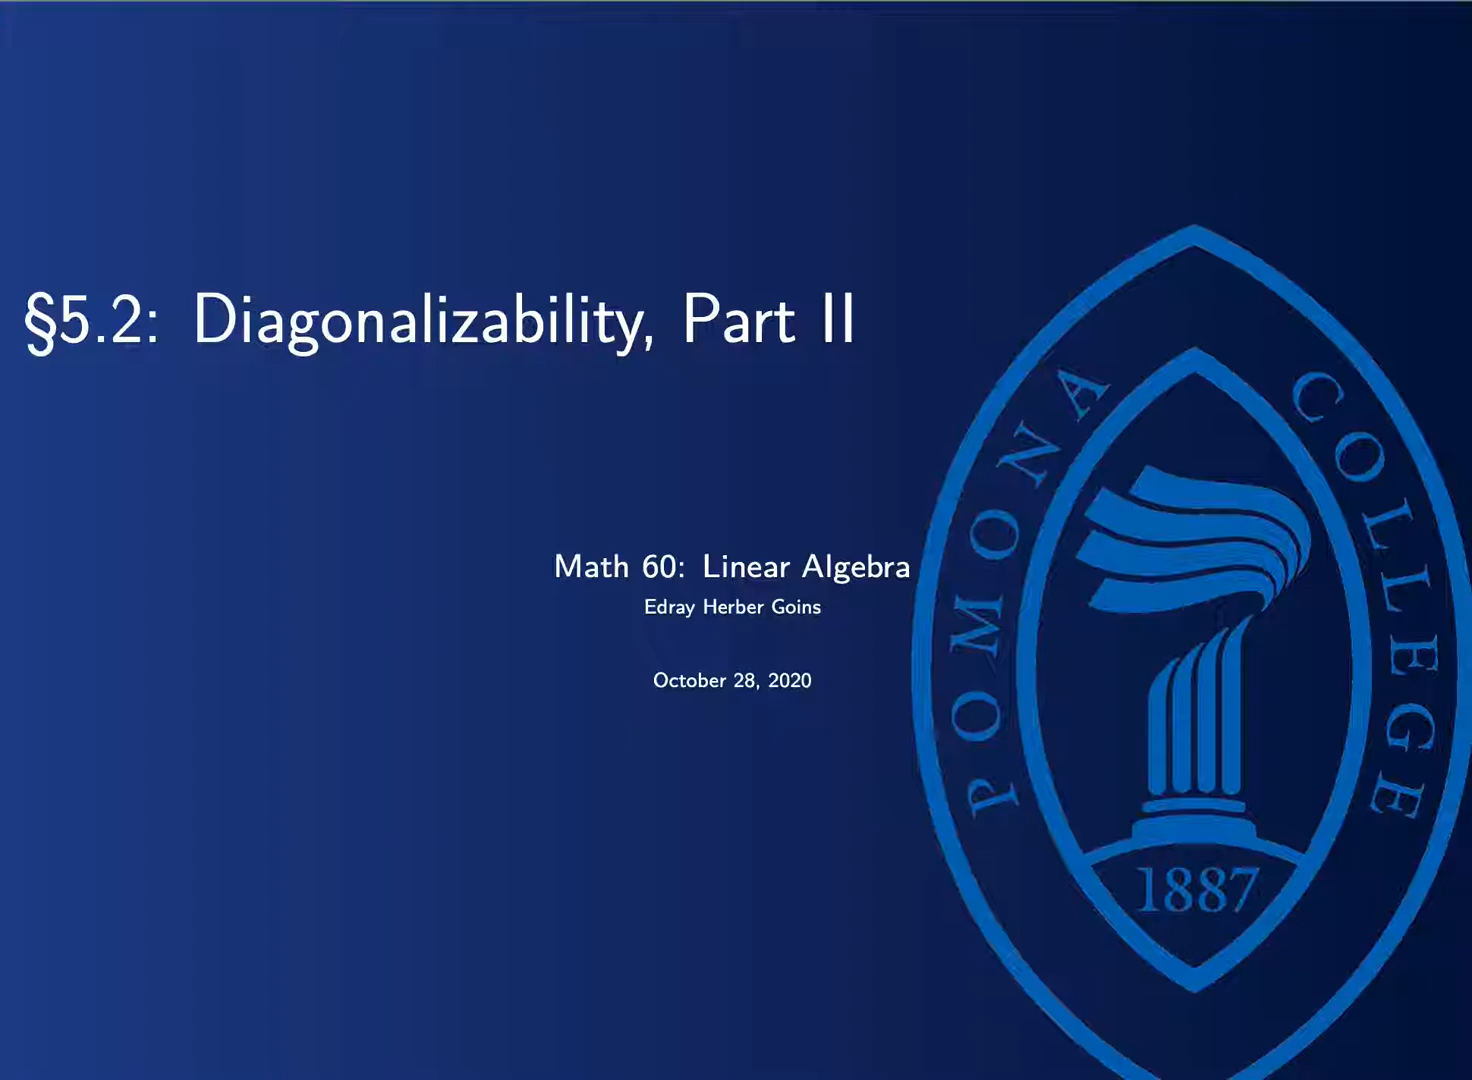 §5.2: Diagonalizability, Part II
Math 60: Linear Algebra
Edray Herber Goins
October 28, 2020
POMONA COLLEGE
1887